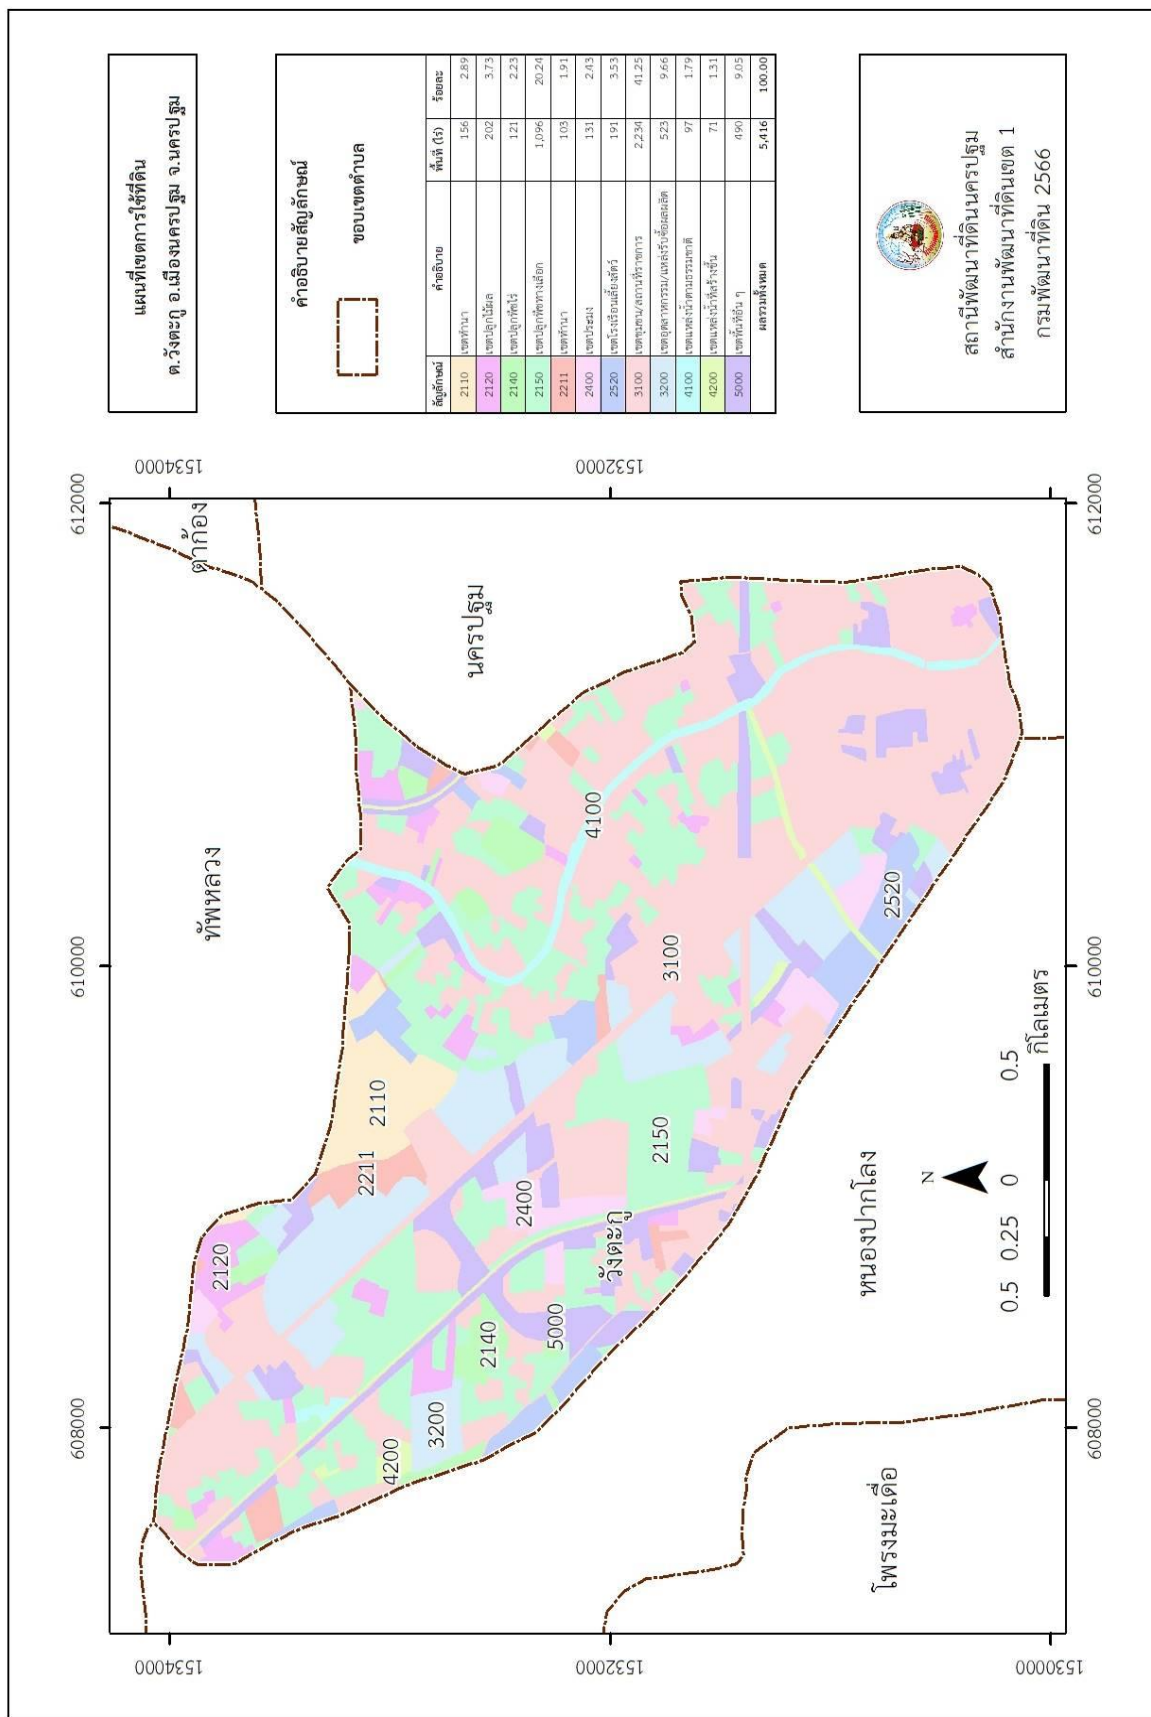 แผนที่เขตการใช้ที่ดิน
ต.วังตะกู อ.เมืองนครปฐม จ.นครปฐม
คำอธิบายสัญลักษณ์
ขอบเขตตำบล
สัญลักษณ์ คำอธิบาย พื้นที่ (ไร่) ร้อยละ
2110 เขตทำนา 156 2.89
2120 เขตปลูกไม้ผล 202 3.73
2140 เขตปลูกพืชไร่ 121 2.23
2150 เขตปลูกพืชทางเลือก 1,096 20.24
2211 เขตทำนา 103 1.91
2400 เขตประมง 131 2.43
2520 เขตโรงเรือนเลี้ยงสัตว์ 191 3.53
3100 เขตชุมชน/สถานที่ราชการ 2,234 41.25
3200 เขตอุตสาหกรรม/แหล่งรับซื้อผลผลิต 523 9.66
4100 เขตแหล่งน้ำตามธรรมชาติ 97 1.79
4200 เขตแหล่งน้ำที่สร้างขึ้น 71 1.31
5000 เขตพื้นที่อื่น ๆ 490 9.05
ผลรวมทั้งหมด 5,416 100.00
สถานีพัฒนาที่ดินนครปฐม
สำนักงานพัฒนาที่ดินเขต 1
กรมพัฒนาที่ดิน 2566
608000 610000 612000
1534000
1534000
1532000
1532000
1530000
608000 610000 612000
ตาก้อง
ทัพหลวง
นครปฐม
2120
2211
2110
4200
3200
2140
5000
2400
วังตะกู
2150
3100
4100
2520
หนองปากโลง
โพรงมะเดื่อ
N
0.5 0.25 0 0.5
กิโลเมตร